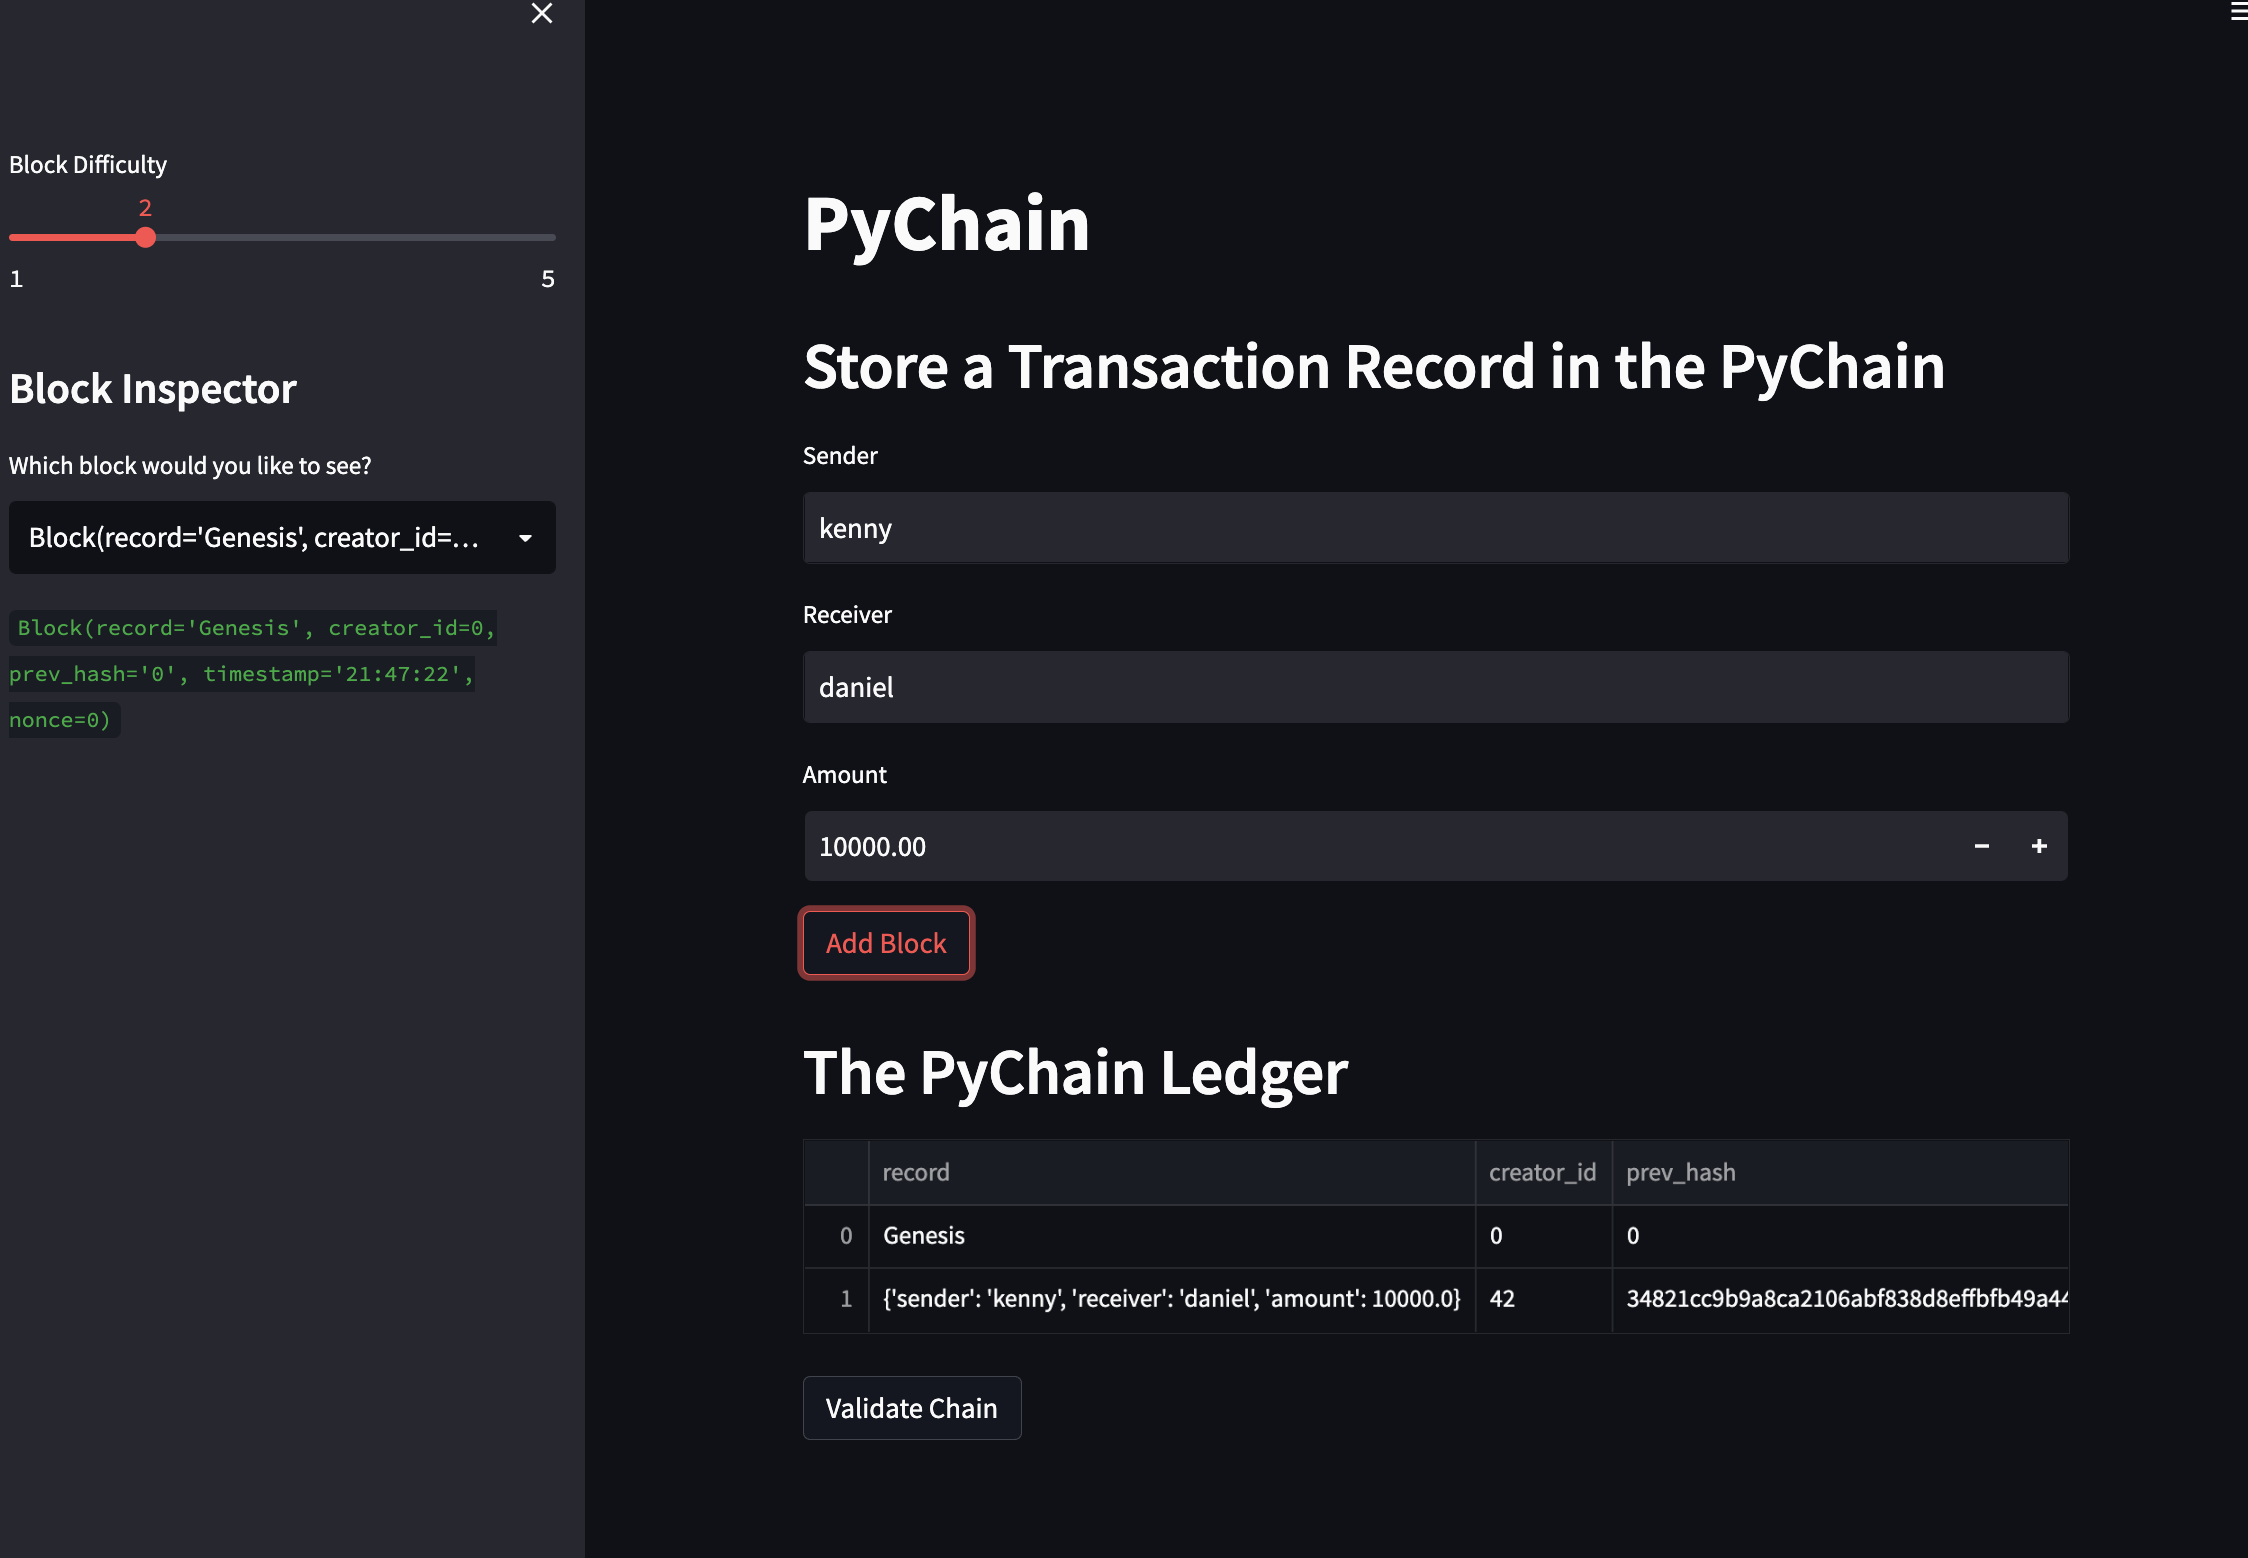 Block Difficulty
2
1 5
Block Inspector
Which block would you like to see?
Block(record='Genesis', creator_id=...
Block(record='Genesis', creator_id=0,
prev_hash='0', timestamp='21:47:22',
nonce=0)
PyChain
Store a Transaction Record in the PyChain
Sender
kenny
Receiver
daniel
Amount
10000.00
Add Block
The PyChain Ledger
record creator_id prev_hash
0 Genesis 0 0
1 {'sender': 'kenny', 'receiver': 'daniel', 'amount': 10000.0} 42 34821cc9b9a8ca2106abf838d8effbfb49a44
Validate Chain